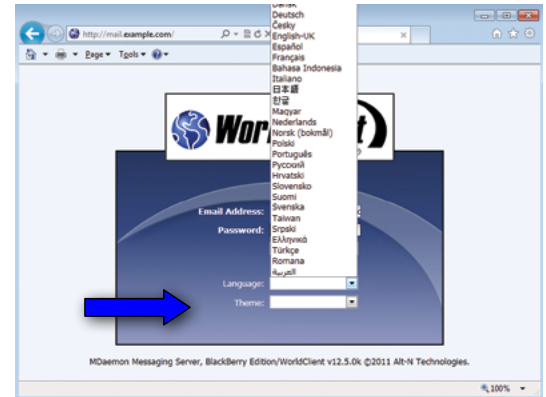 http://mail.example.com/
Page Tools
Deutsch
Česky
English-UK
Español
Français
Bahasa Indonesia
Italiano
日本語
한글
Magyar
Nederlands
Norsk (bokmål)
Polski
Português
Русский
Hrvatski
Slovensko
Suomi
Svenska
Taiwan
Srpski
Ελληνικά
Türkçe
Romana
العربية
Wor
t
Email Address:
Password:
Language:
Theme:
MDaemon Messaging Server, BlackBerry Edition/WorldClient v12.5.0k ©2011 Alt-N Technologies.
100%